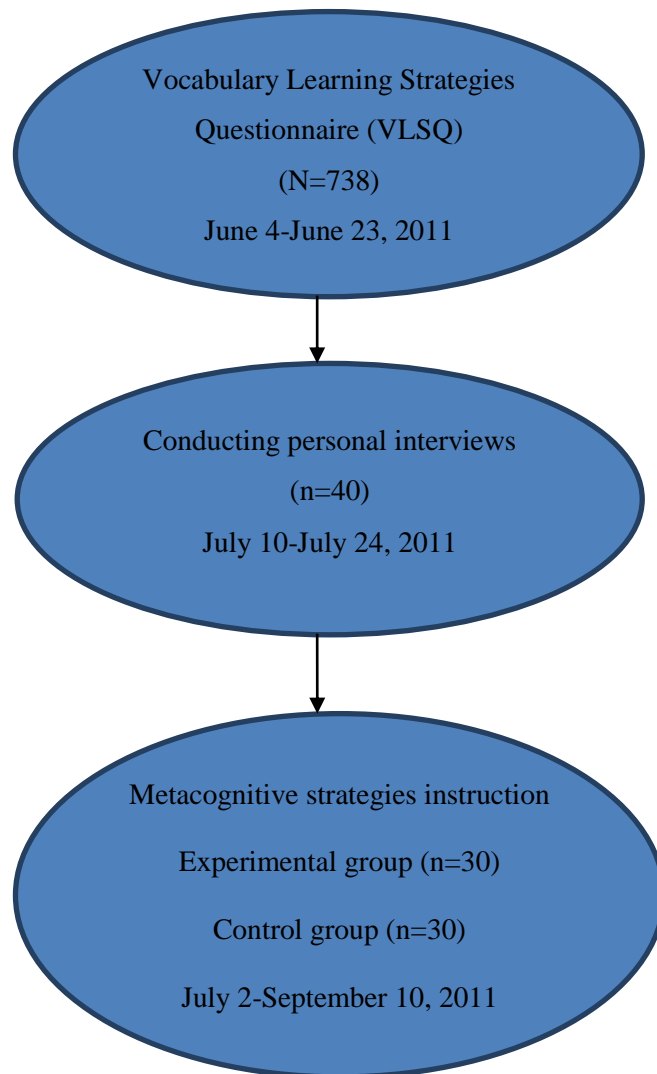 Vocabulary Learning Strategies
Questionnaire (VLSQ)
(N=738)
June 4-June 23, 2011
Conducting personal interviews
(n=40)
July 10-July 24, 2011
Metacognitive strategies instruction
Experimental group (n=30)
Control group (n=30)
July 2-September 10, 2011